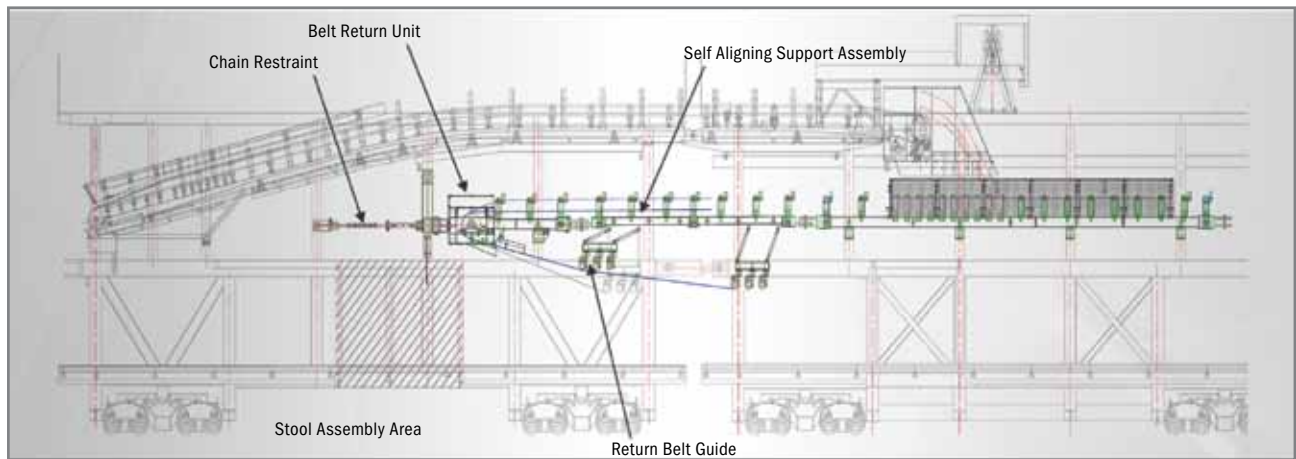 Belt Return Unit
Chain Restraint
Self Aligning Support Assembly
Stool Assembly Area
Return Belt Guide